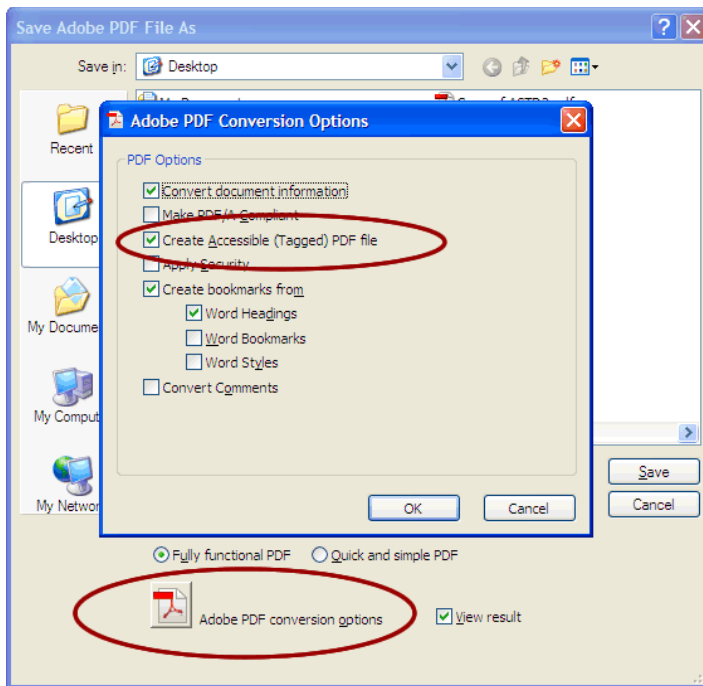 Save Adobe PDF File As
Save in: Desktop
Adobe PDF Conversion Options
Recent
PDF Options
Convert document information
Make PDF/A Compliant
Desktop
Create Accessible (Tagged) PDF file
Apply Security
Create bookmarks from
Word Headings
My Docume
Word Bookmarks
Word Styles
Convert Comments
My Comput
Save
My Networ
OK
Cancel
Cancel
Fully functional PDF
Quick and simple PDF
Adobe PDF conversion options
View result